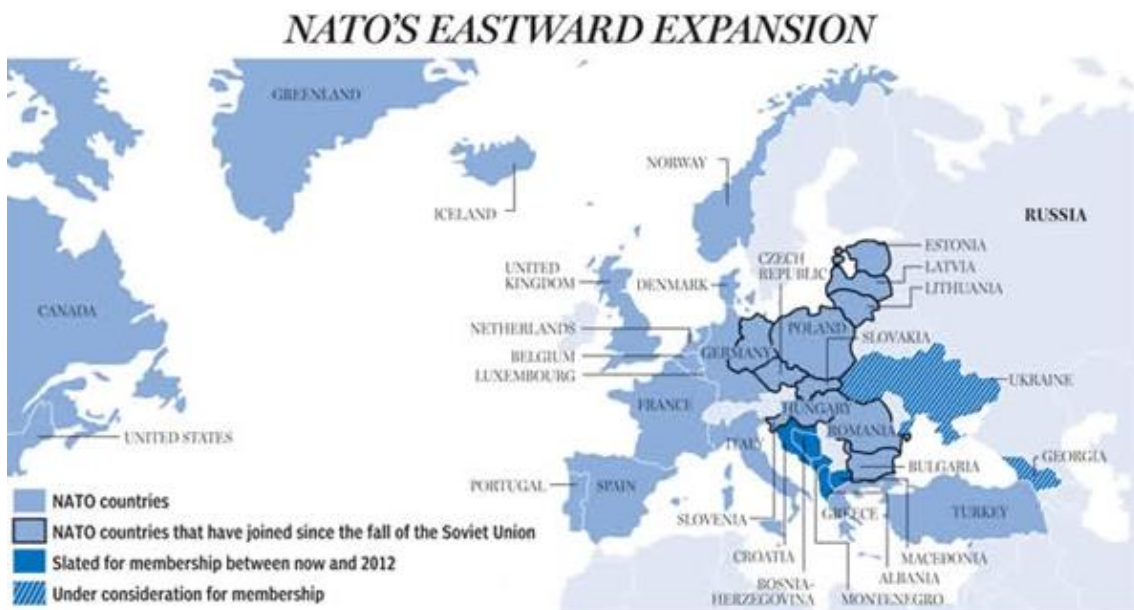 NATO'S EASTWARD EXPANSION
GREENLAND
NORWAY
ICELAND
RUSSIA
ESTONIA
CZECH
REPUBLIC
LATVIA
UNITED
KINGDOM
DENMARK
LITHUANIA
CANADA
NETHERLANDS
POLAND
SLOVAKIA
BELGIUM
GERMANY
LUXEMBOURG
UKRAINE
FRANCE
HUNGARY
UNITED STATES
ROMANIA
ITALY
GEORGIA
BULGARIA
PORTUGAL
SPAIN
NATO countries
SLOVENIA
GREECE
TURKEY
NATO countries that have joined since the fall of the Soviet Union
CROATIA
MACEDONIA
Slated for membership between now and 2012
ALBANIA
BOSNIA-
HERZEGOVINA
MONTENEGRO
Under consideration for membership